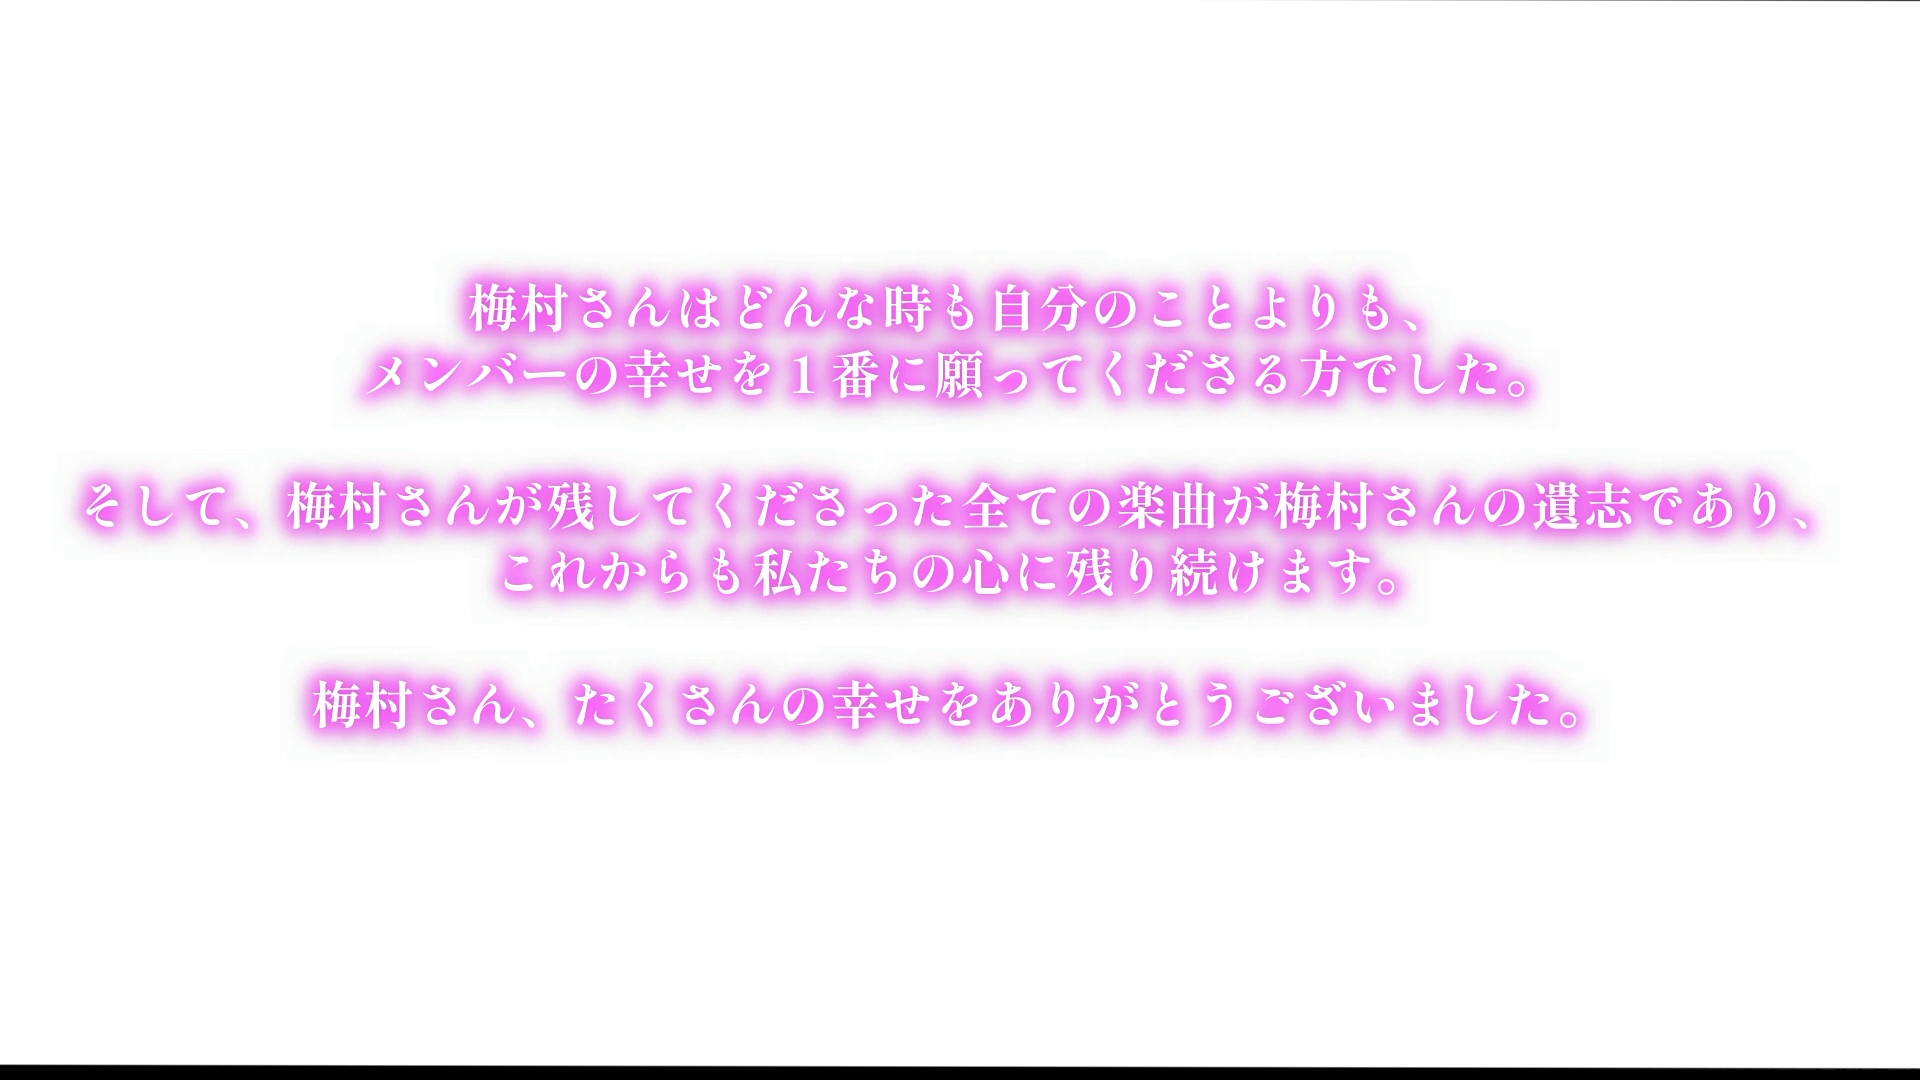 梅村さんはどんな時も自分のことよりも、
メンバーの幸せを１番に願ってくださる方でした。
そして、梅村さんが残してくださった全ての楽曲が梅村さんの遺志であり、
これからも私たちの心に残り続けます。
梅村さん、たくさんの幸せをありがとうございました。